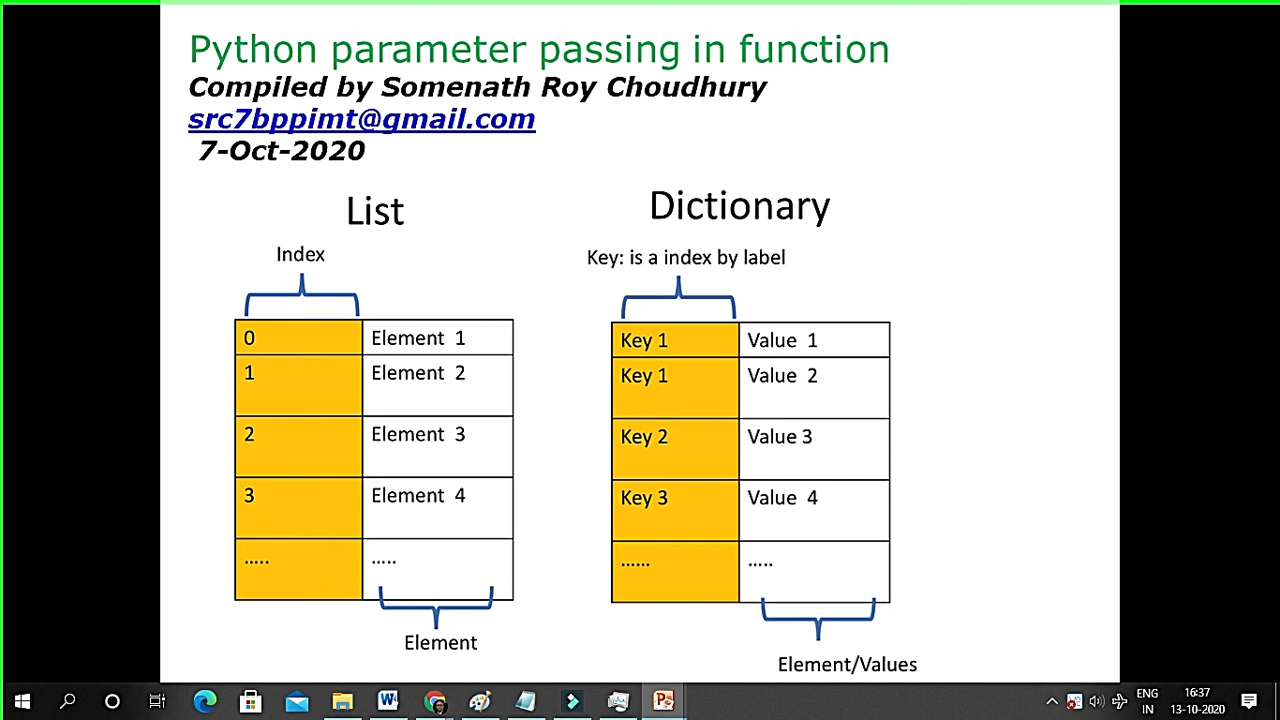 Python parameter passing in function
Compiled by Somenath Roy Choudhury
src7bppimt@gmail.com
7-Oct-2020
List
Index
0 Element 1
1 Element 2
2 Element 3
3 Element 4
..... .....
Element
Dictionary
Key: is a index by label
Key 1 Value 1
Key 1 Value 2
Key 2 Value 3
Key 3 Value 4
...... .....
Element/Values
ENG
IN
16:37
13-10-2020